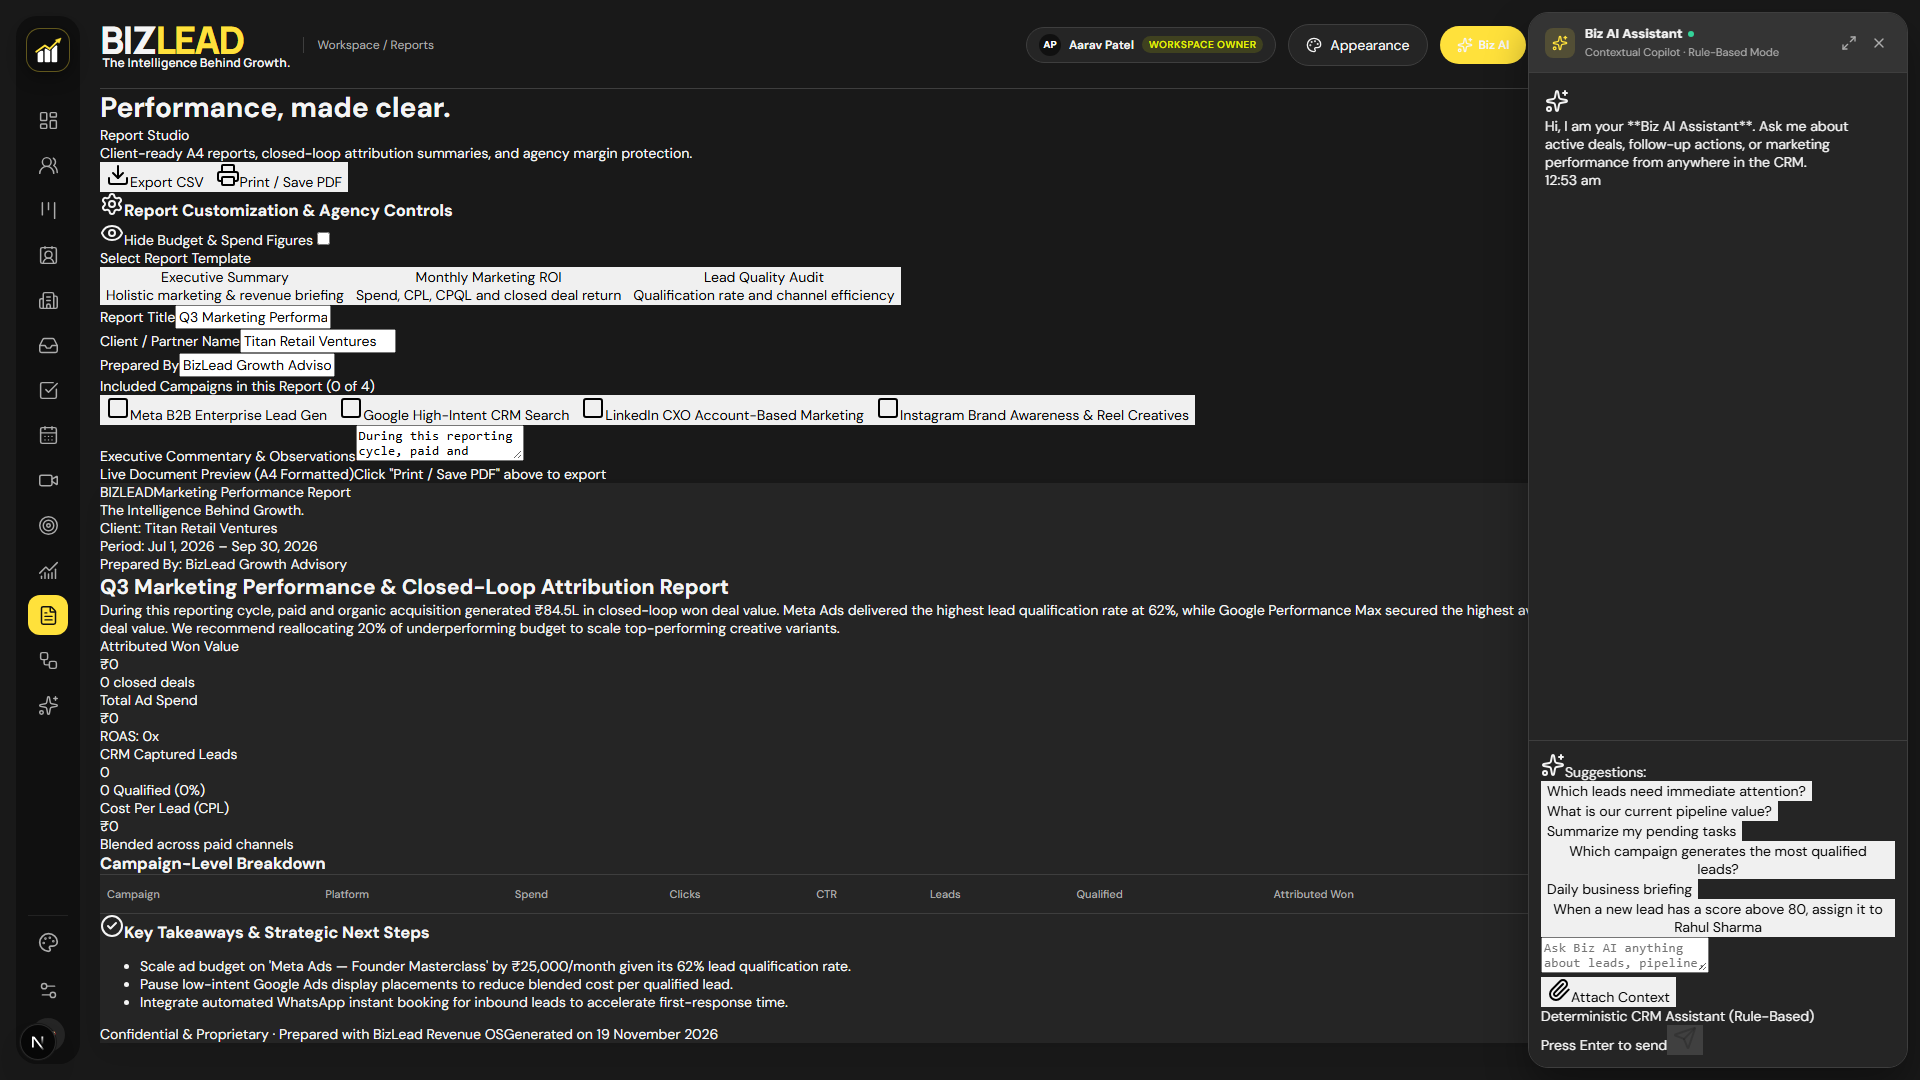 BIZLEAD
The Intelligence Behind Growth.
Workspace / Reports
AP Aarav Patel WORKSPACE OWNER
Appearance
Biz AI
Performance, made clear.
Report Studio
Client-ready A4 reports, closed-loop attribution summaries, and agency margin protection.
Export CSV Print / Save PDF
Report Customization & Agency Controls
Hide Budget & Spend Figures
Select Report Template
Executive Summary Monthly Marketing ROI Lead Quality Audit
Holistic marketing & revenue briefing Spend, CPL, CPQL and closed deal return Qualification rate and channel efficiency
Report Title Q3 Marketing Performa
Client / Partner Name Titan Retail Ventures
Prepared By BizLead Growth Adviso
Included Campaigns in this Report (0 of 4)
Meta B2B Enterprise Lead Gen Google High-Intent CRM Search LinkedIn CXO Account-Based Marketing Instagram Brand Awareness & Reel Creatives
During this reporting
Executive Commentary & Observations cycle, paid and
Live Document Preview (A4 Formatted)Click "Print / Save PDF" above to export
BIZLEADMarketing Performance Report
The Intelligence Behind Growth.
Client: Titan Retail Ventures
Period: Jul 1, 2026 – Sep 30, 2026
Prepared By: BizLead Growth Advisory
Q3 Marketing Performance & Closed-Loop Attribution Report
During this reporting cycle, paid and organic acquisition generated ₹84.5L in closed-loop won deal value. Meta Ads delivered the highest lead qualification rate at 62%, while Google Performance Max secured the highest av
deal value. We recommend reallocating 20% of underperforming budget to scale top-performing creative variants.
Attributed Won Value
₹0
0 closed deals
Total Ad Spend
₹0
ROAS: 0x
CRM Captured Leads
0
0 Qualified (0%)
Cost Per Lead (CPL)
₹0
Blended across paid channels
Campaign-Level Breakdown
Campaign Platform Spend Clicks CTR Leads Qualified Attributed Won
Key Takeaways & Strategic Next Steps
• Scale ad budget on 'Meta Ads — Founder Masterclass' by ₹25,000/month given its 62% lead qualification rate.
• Pause low-intent Google Ads display placements to reduce blended cost per qualified lead.
• Integrate automated WhatsApp instant booking for inbound leads to accelerate first-response time.
Confidential & Proprietary · Prepared with BizLead Revenue OSGenerated on 19 November 2026
N
Biz AI Assistant
Contextual Copilot · Rule-Based Mode
Hi, I am your **Biz AI Assistant**. Ask me about
active deals, follow-up actions, or marketing
performance from anywhere in the CRM.
12:53 am
Suggestions:
Which leads need immediate attention?
What is our current pipeline value?
Summarize my pending tasks
Which campaign generates the most qualified
leads?
Daily business briefing
When a new lead has a score above 80, assign it to
Rahul Sharma
Ask Biz AI anything
about leads, pipeline,
Attach Context
Deterministic CRM Assistant (Rule-Based)
Press Enter to send